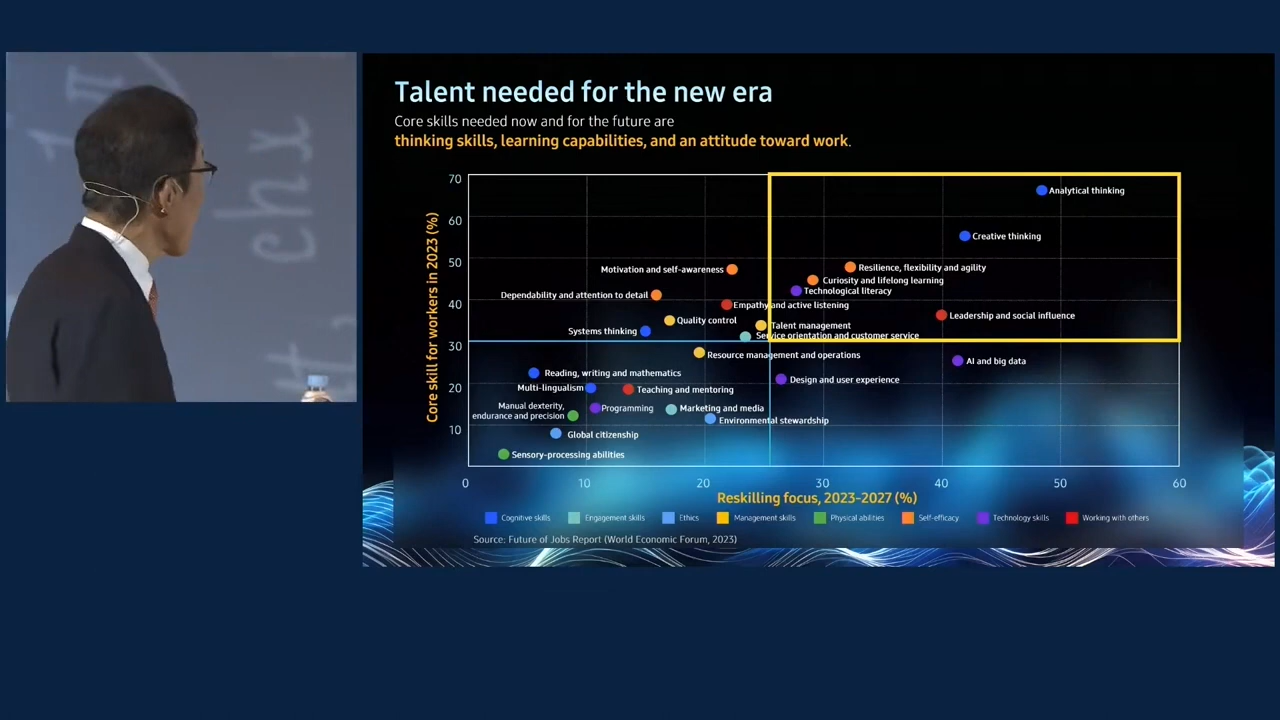 Talent needed for the new era
Core skills needed now and for the future are
thinking skills, learning capabilities, and an attitude toward work.
Core skill for workers in 2023 (%)
70
60
50
40
30
20
10
Analytical thinking
Creative thinking
Resilience, flexibility and agility
Motivation and self-awareness
Curiosity and lifelong learning
Technological literacy
Dependability and attention to detail
Empathy and active listening
Leadership and social influence
Quality control
Talent management
Systems thinking
Service orientation and customer service
Resource management and operations
AI and big data
Reading, writing and mathematics
Design and user experience
Multi-lingualism
Teaching and mentoring
Manual dexterity,
endurance and precision
Programming
Marketing and media
Environmental stewardship
Global citizenship
Sensory-processing abilities
0
10
20
30
40
50
60
Reskilling focus, 2023-2027 (%)
Cognitive skills
Engagement skills
Ethics
Management skills
Physical abilities
Self-efficacy
Technology skills
Working with others
Source: Future of Jobs Report (World Economic Forum, 2023)
chx